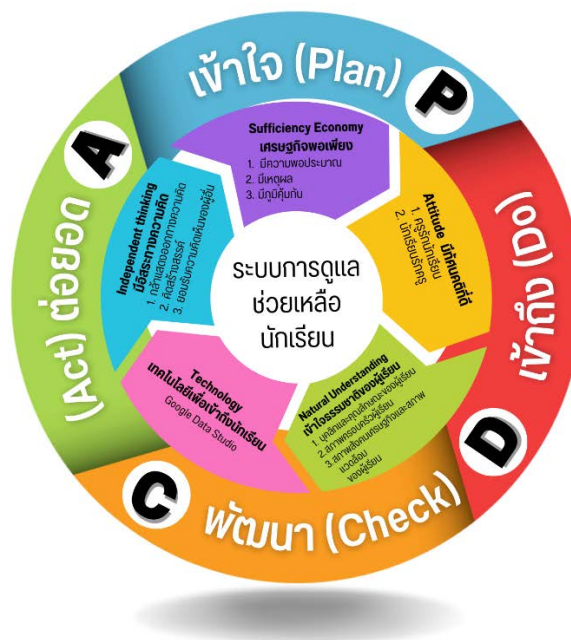 เข้าใจ (Plan)
P
เข้าถึง (Do)
D
พัฒนา (Check)
C
(Act) ต่อยอด
A
Sufficiency Economy
เศรษฐกิจพอเพียง
1. มีความพอประมาณ
2. มีเหตุผล
3. มีภูมิคุ้มกัน
Attitude มีทัศนคติที่ดี
1. ครูรักนักเรียน
2. นักเรียนรักครู
Natural Understanding
เข้าใจธรรมชาติของผู้เรียน
1. บุคลิกและคุณลักษณะของผู้เรียน
2.สภาพครอบครัวผู้เรียน
3.สภาพสังคมเศรษฐกิจและสภาพ
แวดล้อม
ของผู้เรียน
Technology
เทคโนโลยีเพื่อเข้าถึงนักเรียน
Google Data Studio
Independent thinking
มีอิสระทางความคิด
1. กล้าแสดงออกทางความคิด
2. คิดสร้างสรรค์
3. ยอมรับความคิดเห็นของผู้อื่น
ระบบการดูแล
ช่วยเหลือ
นักเรียน